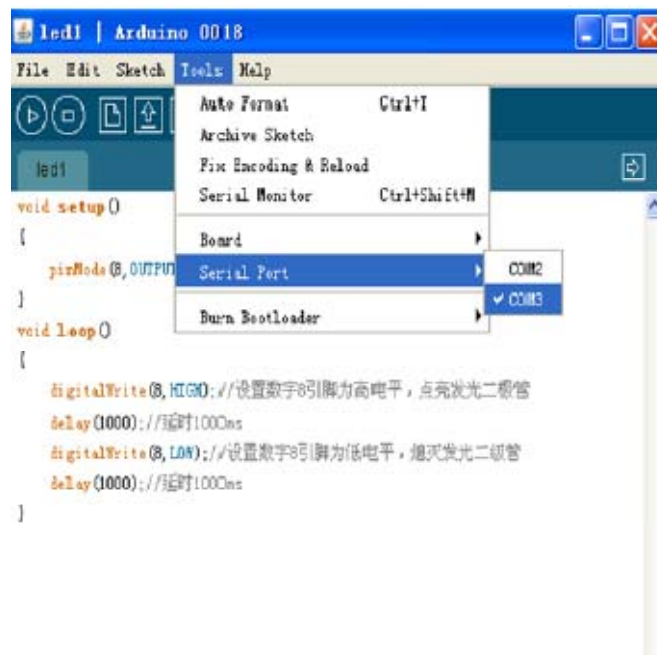 led1 | Arduino 0018
File Edit Sketch Tools Help
Auto Format Ctrl+T
Archive Sketch
Fix Encoding & Reload
Serial Monitor Ctrl+Shift+M
Board
Serial Port
Burn Bootloader
COM2
COM3
led1
void setup()
{
pinMode(8,OUTPUT
}
void loop()
{
digitalWrite(8,HIGH);//设置数字8引脚为高电平，点亮发光二极管
delay(1000);//延时1000ms
digitalWrite(8,LOW);//设置数字8引脚为低电平，熄灭发光二级管
delay(1000);//延时1000ms
}